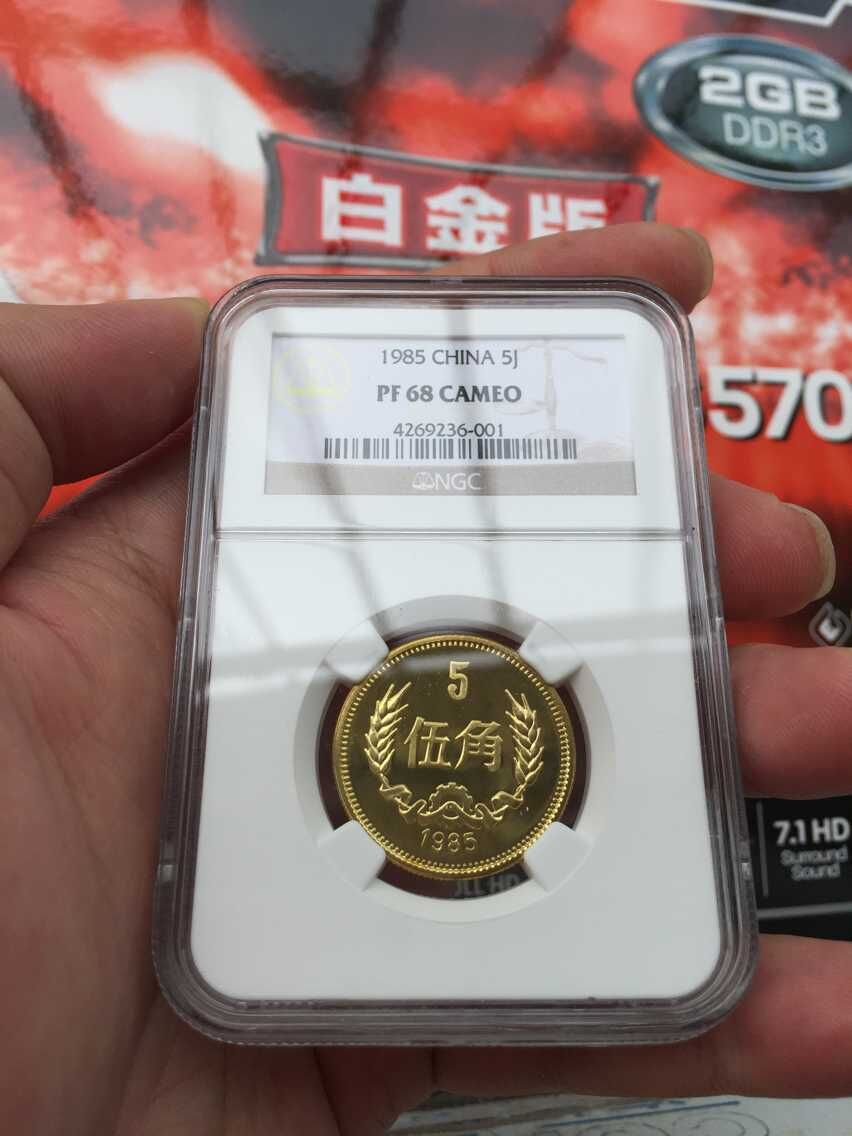 2GB
DDR3
白金版
570
1985 CHINA 5J
PF 68 CAMEO
4269236-001
NGC
5
伍角
1985
7.1 HD
Surround
Sound